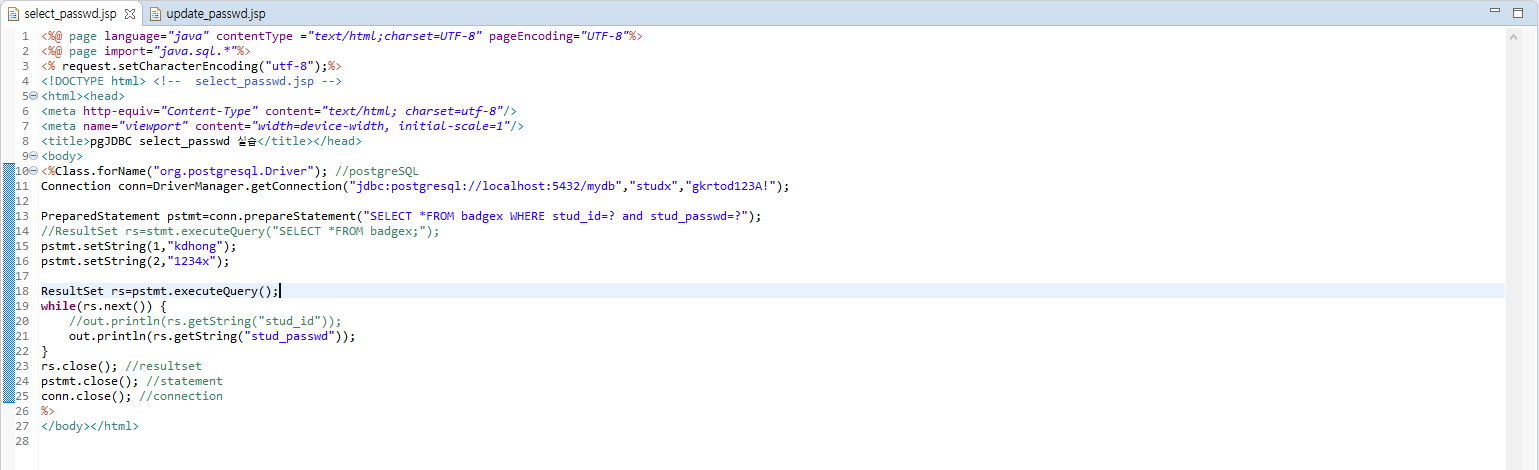 select_passwd.jsp update_passwd.jsp
1 <%@ page language="java" contentType ="text/html;charset=UTF-8" pageEncoding="UTF-8"%>
2 <%@ page import="java.sql.*"%>
3 <% request.setCharacterEncoding("utf-8");%>
4 <!DOCTYPE html> <!--  select_passwd.jsp -->
5 <html><head>
6 <meta http-equiv="Content-Type" content="text/html; charset=utf-8"/>
7 <meta name="viewport" content="width=device-width, initial-scale=1"/>
8 <title>pgJDBC select_passwd 실습</title></head>
9 <body>
10 <%Class.forName("org.postgresql.Driver"); //postgreSQL
11 Connection conn=DriverManager.getConnection("jdbc:postgresql://localhost:5432/mydb","studx","gkrtod123A!");
12
13 PreparedStatement pstmt=conn.prepareStatement("SELECT *FROM badgex WHERE stud_id=? and stud_passwd=?");
14 //ResultSet rs=stmt.executeQuery("SELECT *FROM badgex;");
15 pstmt.setString(1,"kdhong");
16 pstmt.setString(2,"1234x");
17
18 ResultSet rs=pstmt.executeQuery();
19 while(rs.next()) {
20     //out.println(rs.getString("stud_id"));
21     out.println(rs.getString("stud_passwd"));
22 }
23 rs.close(); //resultset
24 pstmt.close(); //statement
25 conn.close(); //connection
26 %>
27 </body></html>
28